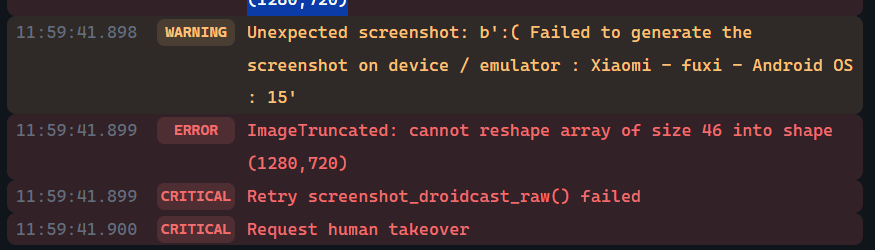 (1280,720)
11:59:41.898 WARNING Unexpected screenshot: b':( Failed to generate the
screenshot on device / emulator : Xiaomi - fuxi - Android OS
: 15'
11:59:41.899 ERROR ImageTruncated: cannot reshape array of size 46 into shape
(1280,720)
11:59:41.899 CRITICAL Retry screenshot_droidcast_raw() failed
11:59:41.900 CRITICAL Request human takeover